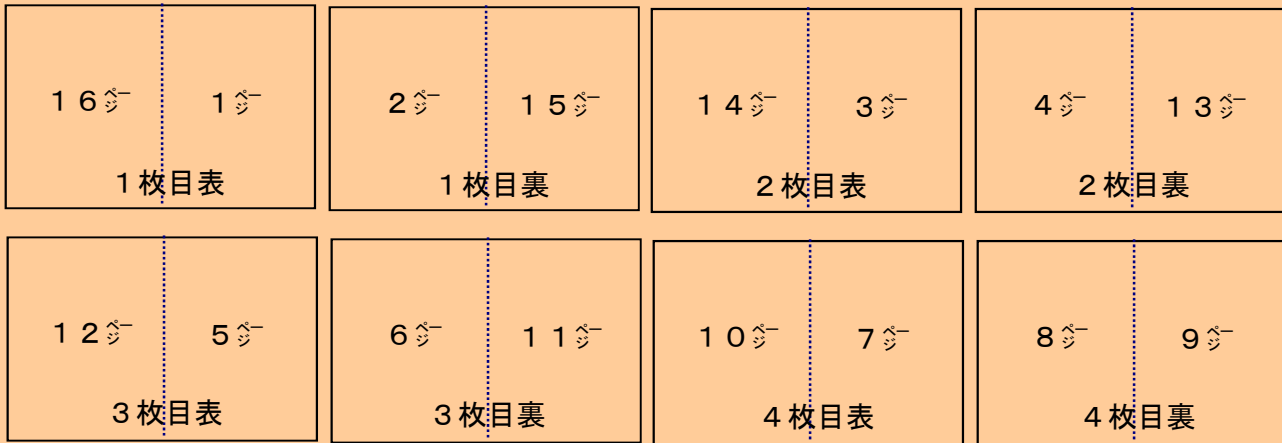 １６ページ １ページ
１枚目表
２ページ １５ページ
１枚目裏
１４ページ ３ページ
２枚目表
４ページ １３ページ
２枚目裏
１２ページ ５ページ
３枚目表
６ページ １１ページ
３枚目裏
１０ページ ７ページ
４枚目表
８ページ ９ページ
４枚目裏